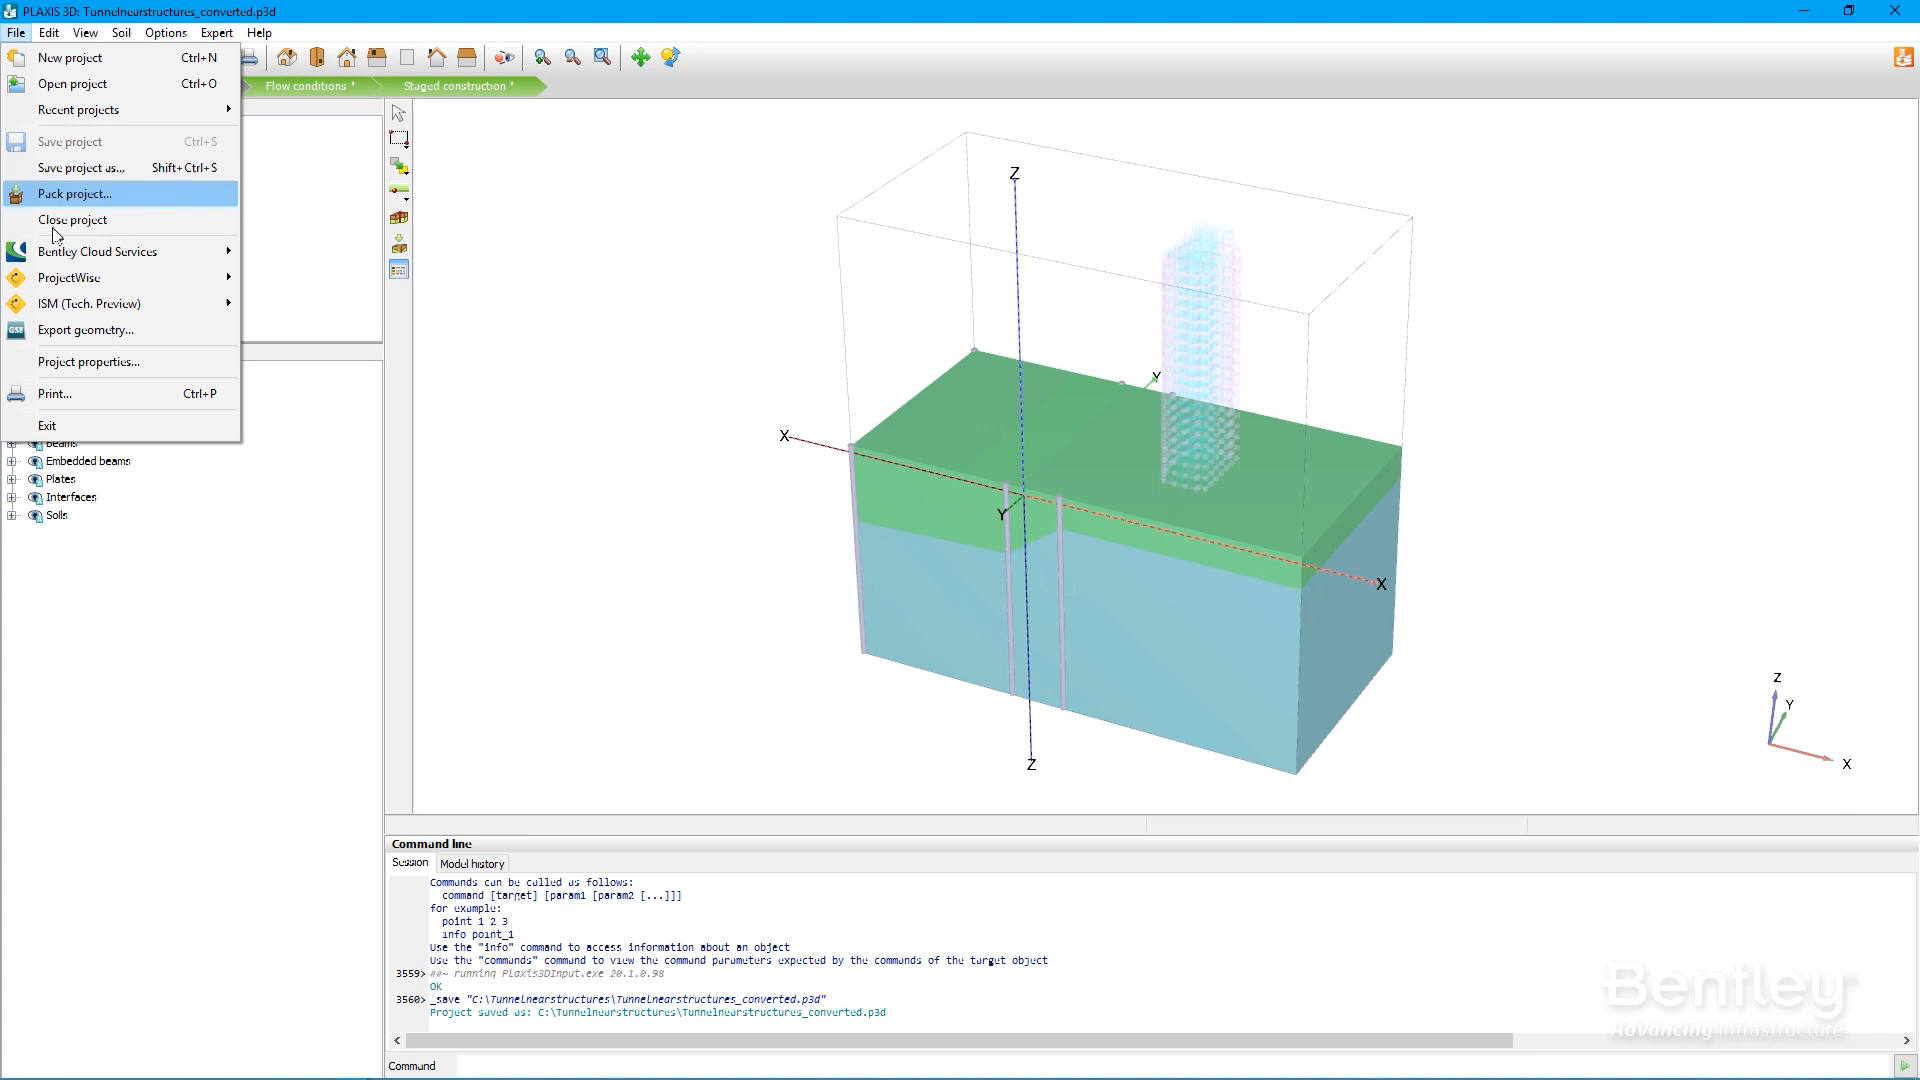 PLAXIS 3D: Tunnelnearstructures_converted.p3d
File Edit View Soil Options Expert Help
New project Ctrl+N
Open project Ctrl+O
Recent projects
Save project Ctrl+S
Save project as... Shift+Ctrl+S
Pack project...
Close project
Bentley Cloud Services
ProjectWise
ISM (Tech. Preview)
GSE Export geometry...
Project properties...
Print... Ctrl+P
Exit
Flow conditions *
Staged construction *
Beams
Embedded beams
Plates
Interfaces
Soils
Z
Y
X
Y
X
Z
Z
Y
X
Command line
Session Model history
Commands can be called as follows:
command [target] [param1 [param2 [...]]]
for example:
point 1 2 3
info point_1
Use the "info" command to access information about an object
Use the "commands" command to view the command parameters expected by the commands of the target object
3559> ##~ running Plaxis3DInput.exe 20.1.0.98
OK
3560> _save "C:\Tunnelnearstructures\Tunnelnearstructures_converted.p3d"
Project saved as: C:\Tunnelnearstructures\Tunnelnearstructures_converted.p3d
Command
Bentley
Advancing Infrastructure